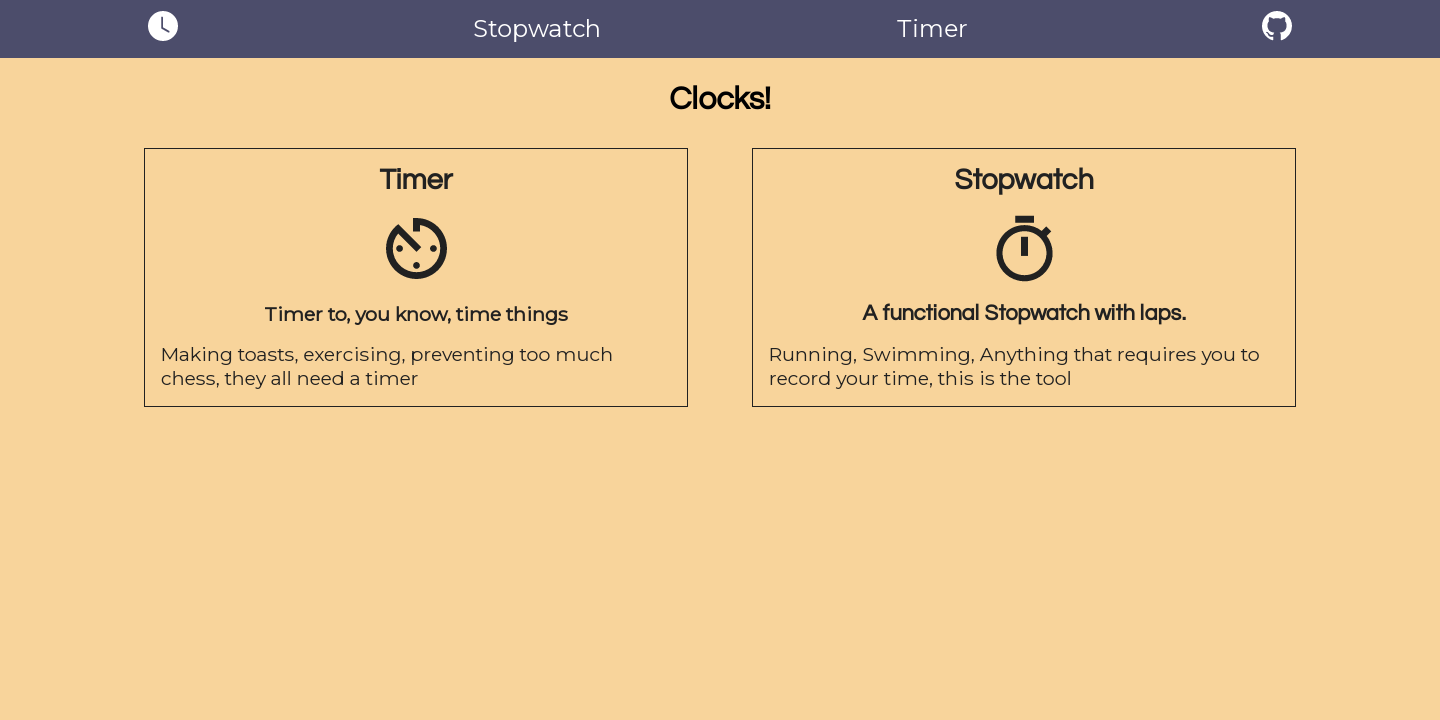 Stopwatch
Timer
Clocks!
Timer
Timer to, you know, time things
Making toasts, exercising, preventing too much
chess, they all need a timer
Stopwatch
A functional Stopwatch with laps.
Running, Swimming, Anything that requires you to
record your time, this is the tool